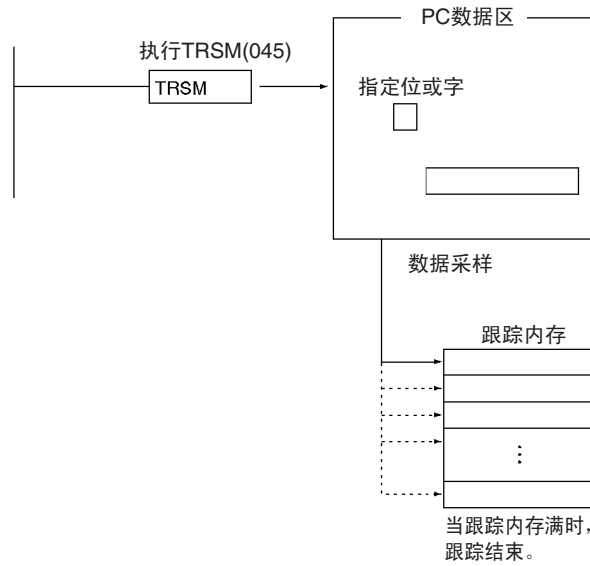 PC数据区
执行TRSM(045)
TRSM
指定位或字
数据采样
跟踪内存
当跟踪内存满时，
跟踪结束。